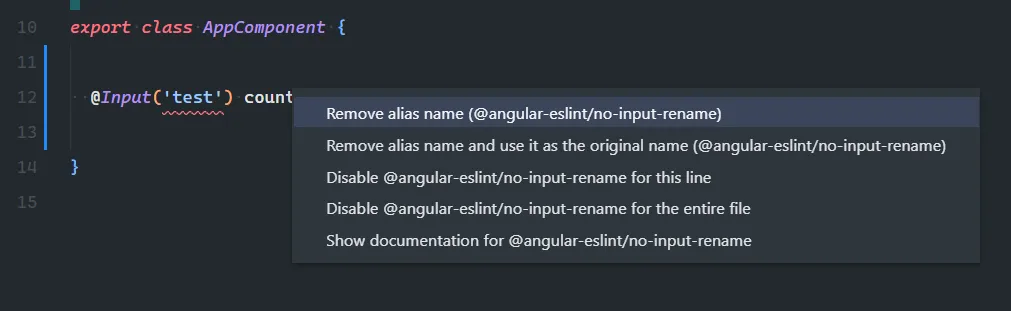 10 export class AppComponent {
11
12 @Input('test') count
Remove alias name (@angular-eslint/no-input-rename)
Remove alias name and use it as the original name (@angular-eslint/no-input-rename)
13
Disable @angular-eslint/no-input-rename for this line
14 }
Disable @angular-eslint/no-input-rename for the entire file
15
Show documentation for @angular-eslint/no-input-rename